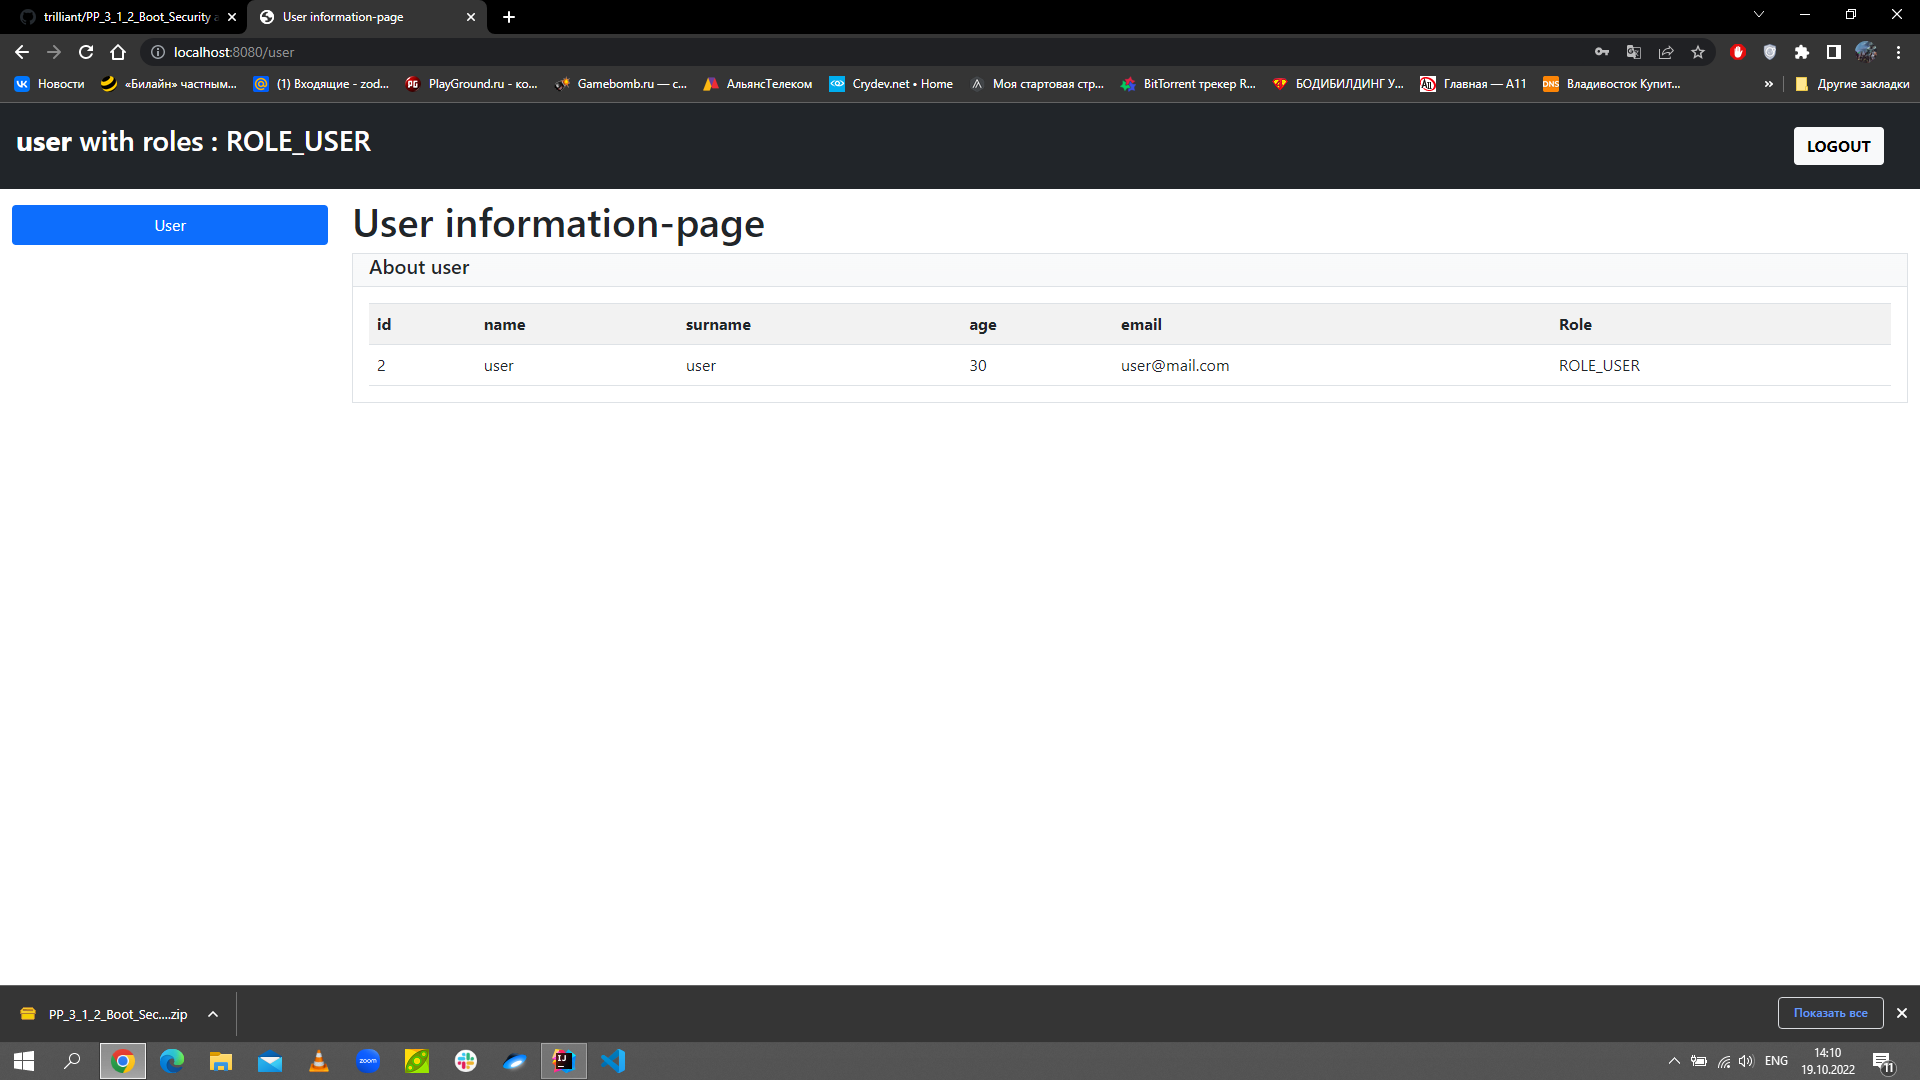 trilliant/PP_3_1_2_Boot_Security a
User information-page
localhost:8080/user
Новости
«Билайн» частным...
(1) Входящие - zod...
PlayGround.ru - ко...
Gamebomb.ru — с...
АльянсТелеком
Crydev.net • Home
Моя стартовая стр...
BitTorrent трекер R...
БОДИБИЛДИНГ У...
Главная — A11
Владивосток Купит...
»
Другие закладки
user with roles : ROLE_USER
LOGOUT
User
User information-page
About user
id name surname age email Role
2 user user 30 user@mail.com ROLE_USER
PP_3_1_2_Boot_Sec....zip
Показать все
zoom
IJ
ENG
14:10
19.10.2022
11